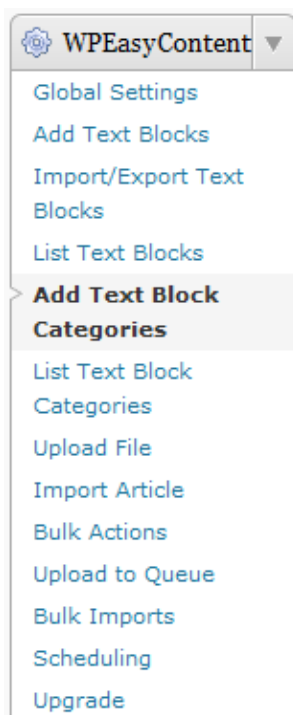 WPEasyContent
Global Settings
Add Text Blocks
Import/Export Text
Blocks
List Text Blocks
Add Text Block
Categories
List Text Block
Categories
Upload File
Import Article
Bulk Actions
Upload to Queue
Bulk Imports
Scheduling
Upgrade